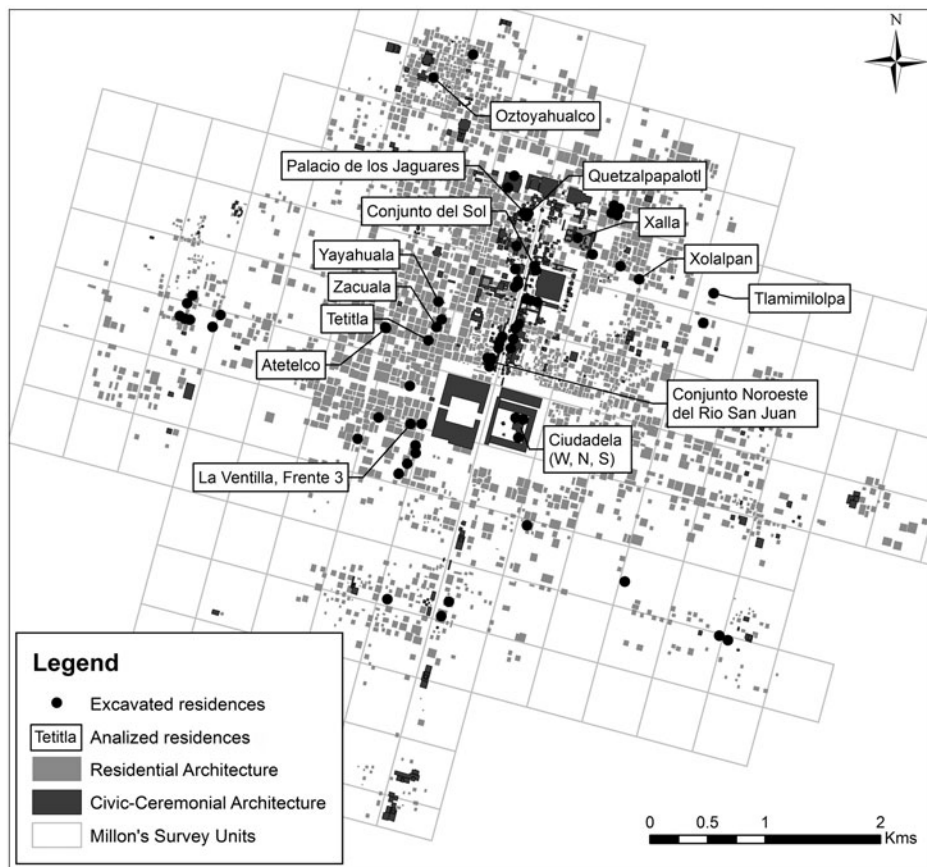 N
Oztoyahualco
Palacio de los Jaguares
Quetzalpapalotl
Conjunto del Sol
Xalla
Yayahuala
Xolalpan
Zacuala
Tlamimilolpa
Tetitla
Atetelco
Conjunto Noroeste
del Rio San Juan
Ciudadela
(W, N, S)
La Ventilla, Frente 3
Legend
Excavated residences
Tetitla
Analized residences
Residential Architecture
Civic-Ceremonial Architecture
Millon's Survey Units
0 0.5 1 2
Kms